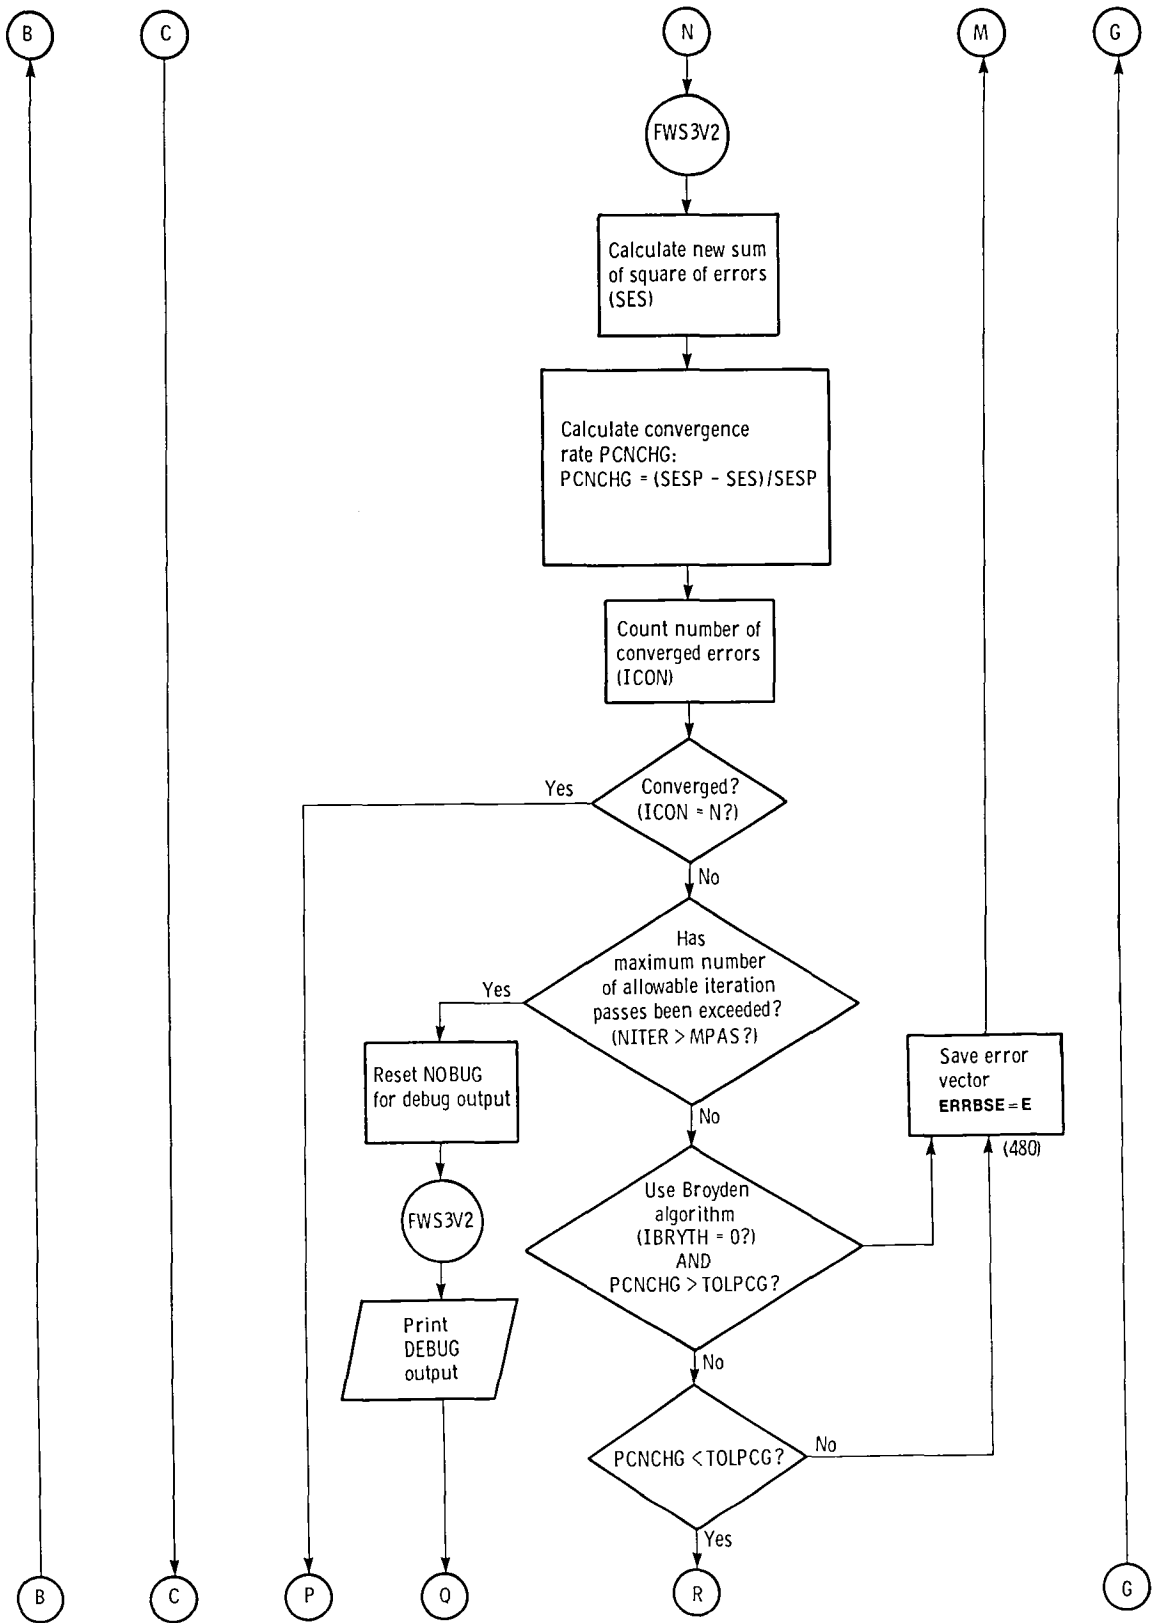 B
C
N
M
G
FWS3V2
Calculate new sum
of square of errors
(SES)
Calculate convergence
rate PCNCHG:
PCNCHG = (SESP - SES)/SESP
Count number of
converged errors
(ICON)
Yes
Converged?
(ICON = N?)
No
Has
maximum number
of allowable iteration
passes been exceeded?
(NITER > MPAS?)
Yes
No
Reset NOBUG
for debug output
FWS3V2
Print
DEBUG
output
Save error
vector
ERRBSE = E
(480)
Use Broyden
algorithm
(IBRYTH = 0?)
AND
PCNCHG > TOLPCG?
No
PCNCHG < TOLPCG?
No
Yes
B
C
P
Q
R
G